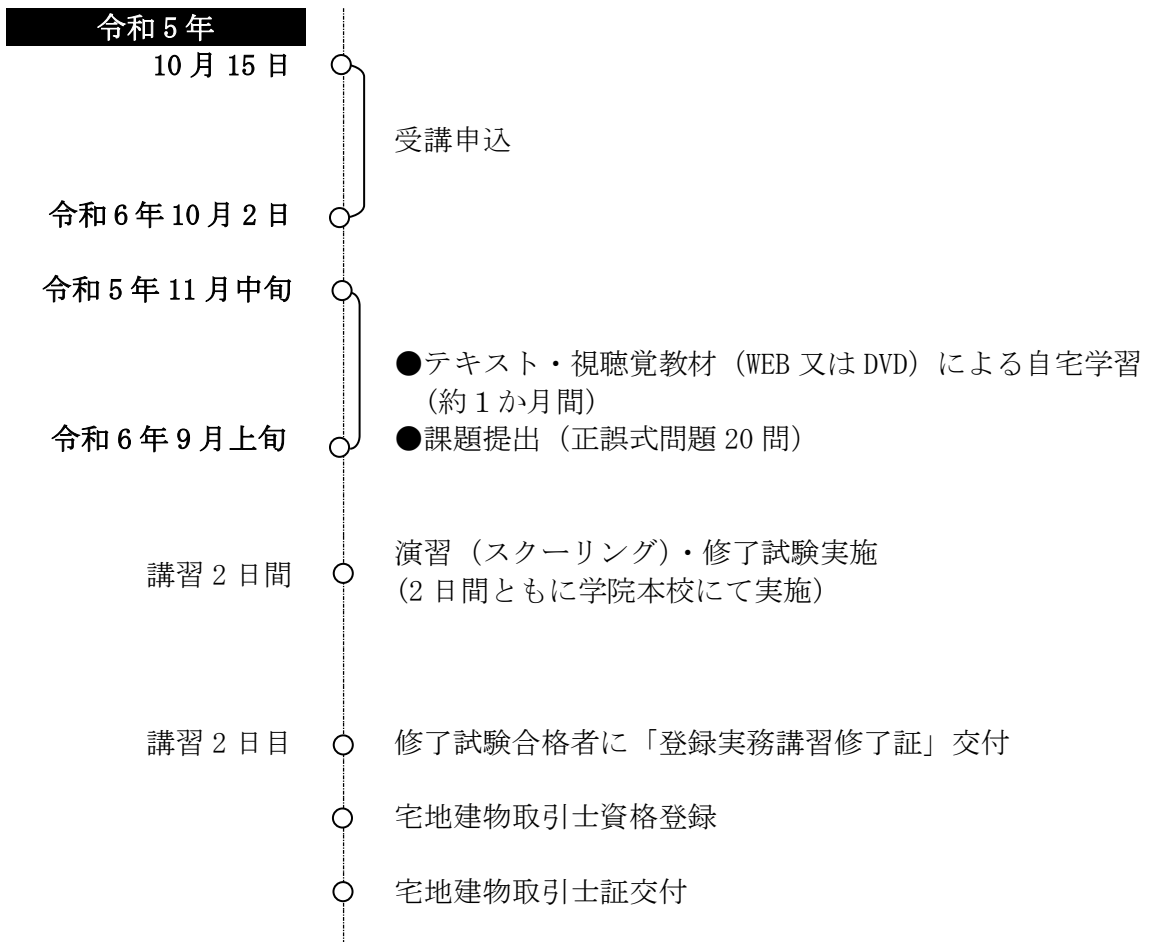 令和5年
10月15日
受講申込
令和6年10月2日
令和5年11月中旬
●テキスト・視聴覚教材（WEB又はDVD）による自宅学習
(約１か月間)
令和6年9月上旬
●課題提出（正誤式問題20問）
演習（スクーリング）・修了試験実施
講習2日間
(2日間ともに学院本校にて実施)
講習2日目
修了試験合格者に「登録実務講習修了証」交付
宅地建物取引士資格登録
宅地建物取引士証交付